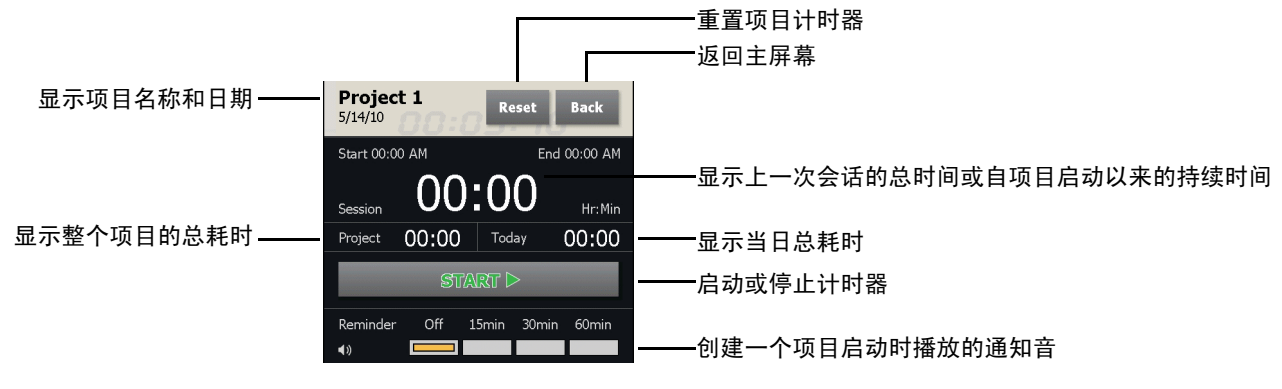 重置项目计时器
返回主屏幕
显示项目名称和日期
Project 1
5/14/10
Reset
Back
Start 00:00 AM
End 00:00 AM
00:00
Session
Hr:Min
显示上一次会话的总时间或自项目启动以来的持续时间
显示整个项目的总耗时
Project 00:00
Today 00:00
显示当日总耗时
START
启动或停止计时器
Reminder Off 15min 30min 60min
创建一个项目启动时播放的通知音